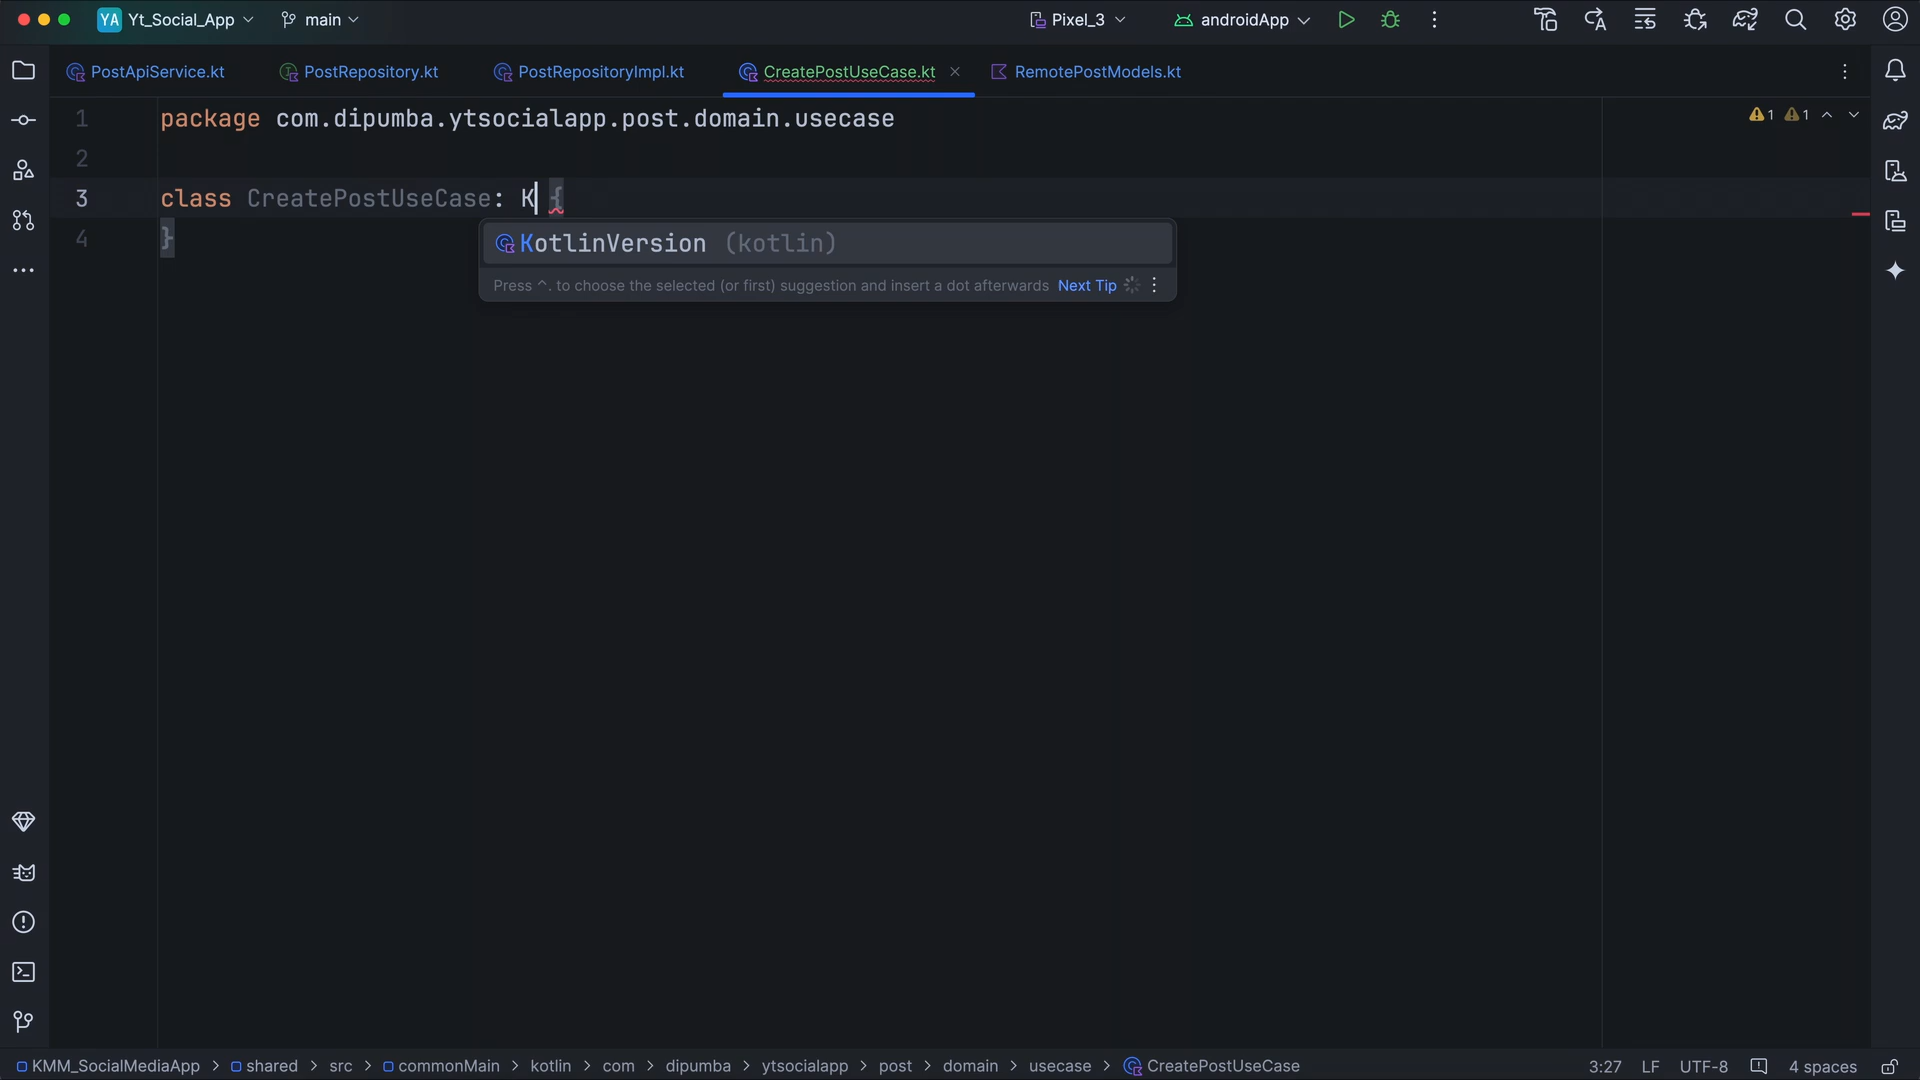 YA Yt_Social_App main Pixel_3 androidApp
PostApiService.kt PostRepository.kt PostRepositoryImpl.kt CreatePostUseCase.kt RemotePostModels.kt
1 package com.dipumba.ytsocialapp.post.domain.usecase
1 1
2
3 class CreatePostUseCase: K {
KotlinVersion (kotlin)
4 }
Press ^. to choose the selected (or first) suggestion and insert a dot afterwards Next Tip
KMM_SocialMediaApp > shared > src > commonMain > kotlin > com > dipumba > ytsocialapp > post > domain > usecase > CreatePostUseCase 3:27 LF UTF-8 4 spaces